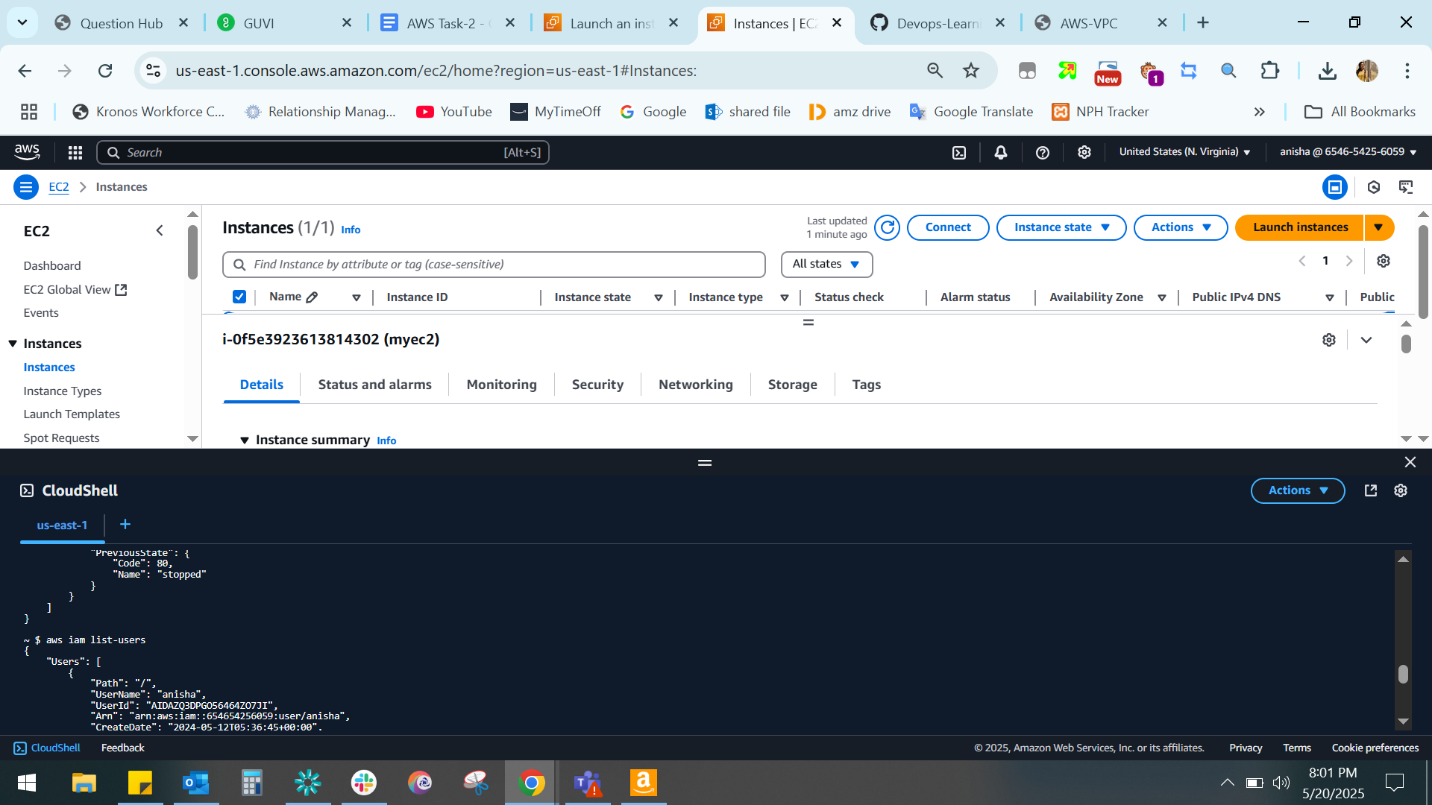 Question Hub
GUVI
AWS Task-2 -
Launch an inst
Instances | EC2
Devops-Learni
AWS-VPC
us-east-1.console.aws.amazon.com/ec2/home?region=us-east-1#Instances:
New
1
Kronos Workforce C...
Relationship Manag...
YouTube
MyTimeOff
Google
shared file
amz drive
Google Translate
NPH Tracker
All Bookmarks
aws
Search
[Alt+S]
United States (N. Virginia)
anisha @ 6546-5425-6059
EC2
Instances
EC2
Dashboard
EC2 Global View
Events
Instances
Instances
Instance Types
Launch Templates
Spot Requests
Instances (1/1) Info
Last updated
1 minute ago
Connect
Instance state
Actions
Launch instances
Find Instance by attribute or tag (case-sensitive)
All states
1
Name
Instance ID
Instance state
Instance type
Status check
Alarm status
Availability Zone
Public IPv4 DNS
Public
i-0f5e3923613814302 (myec2)
Details
Status and alarms
Monitoring
Security
Networking
Storage
Tags
Instance summary Info
CloudShell
Actions
us-east-1
+
"PreviousState": {
"Code": 80,
"Name": "stopped"
}
}
]
}
~ $ aws iam list-users
{
"Users": [
{
"Path": "/",
"UserName": "anisha",
"UserId": "AIDAZQ3DPGO56464ZO7JI",
"Arn": "arn:aws:iam::654654256059:user/anisha",
"CreateDate": "2024-05-12T05:36:45+00:00",
CloudShell
Feedback
© 2025, Amazon Web Services, Inc. or its affiliates.
Privacy
Terms
Cookie preferences
8:01 PM
5/20/2025